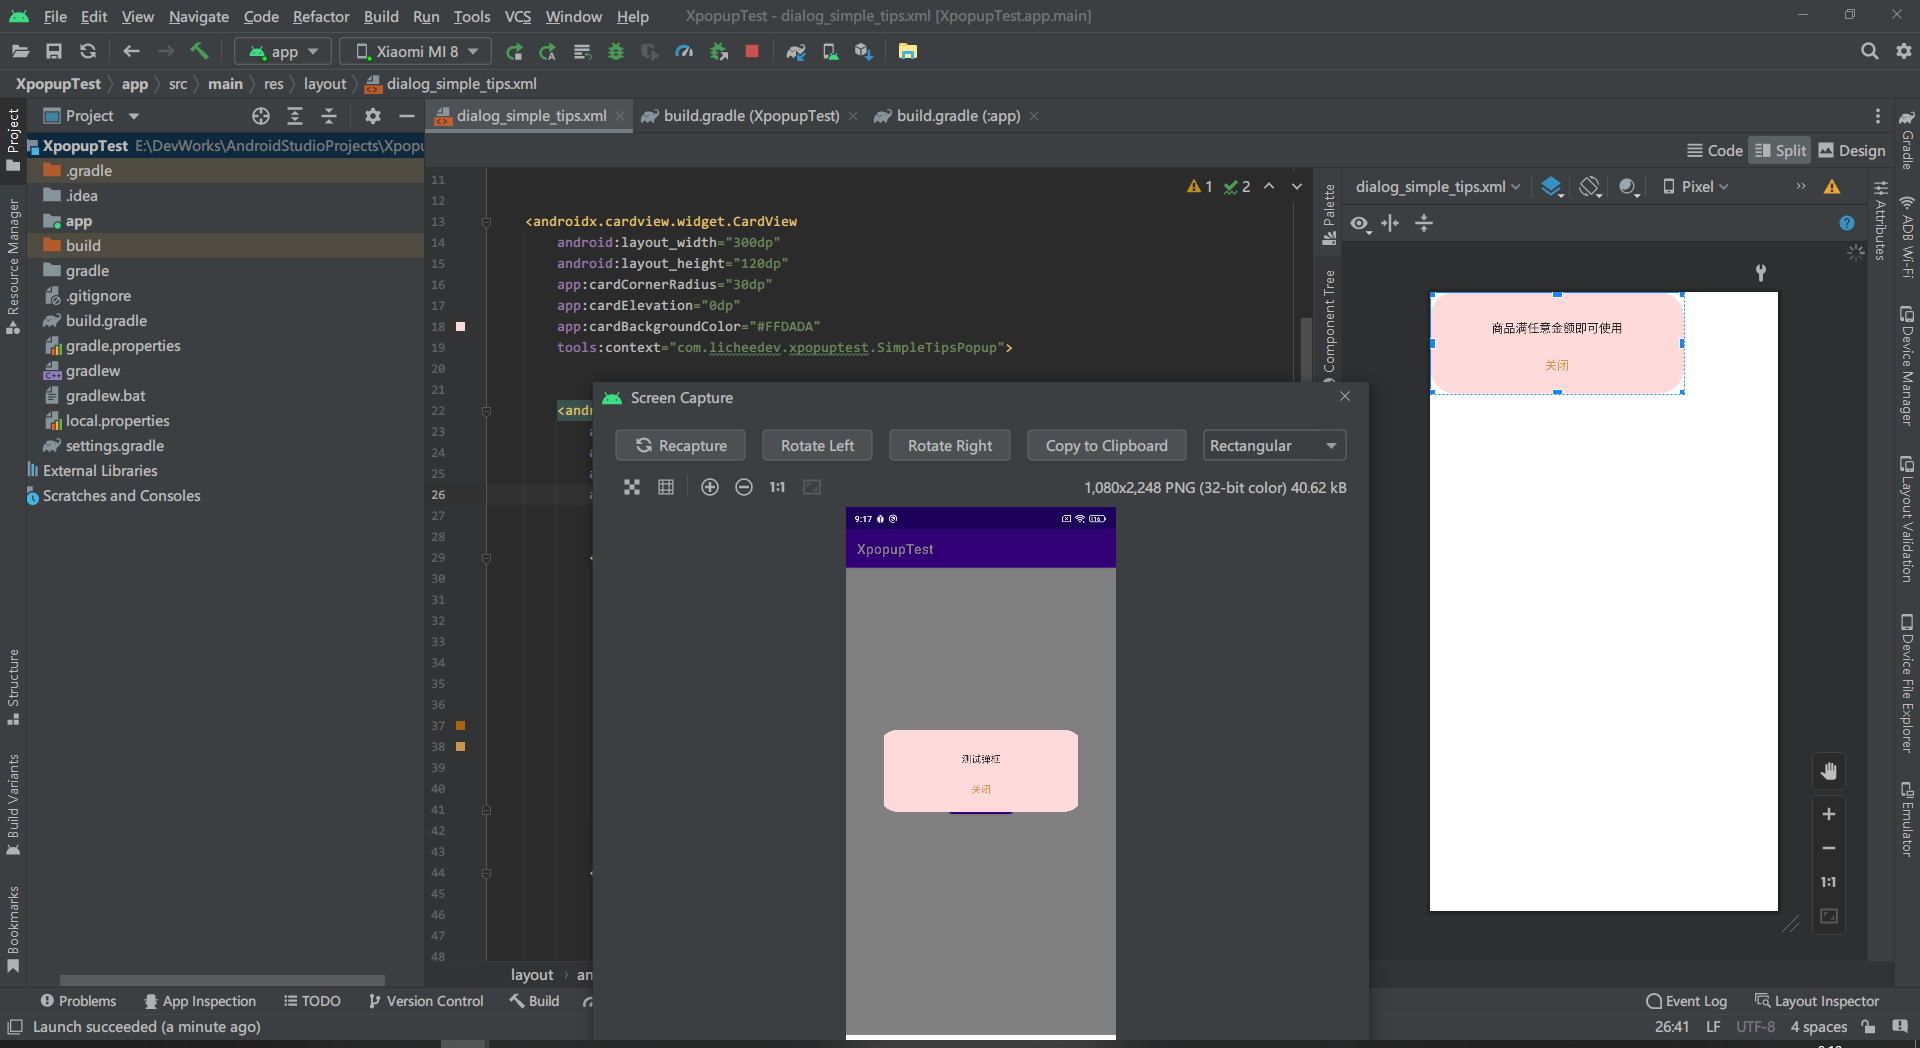 File Edit View Navigate Code Refactor Build Run Tools VCS Window Help XpopupTest - dialog_simple_tips.xml [XpopupTest.app.main]
app Xiaomi MI 8
XpopupTest app src main res layout dialog_simple_tips.xml
Project
dialog_simple_tips.xml build.gradle (XpopupTest) build.gradle (:app)
Code Split Design
XpopupTest E:\DevWorks\AndroidStudioProjects\Xpopu
.gradle
.idea
app
build
gradle
.gitignore
build.gradle
gradle.properties
gradlew
gradlew.bat
local.properties
settings.gradle
External Libraries
Scratches and Consoles
Project
Resource Manager
Structure
Build Variants
Bookmarks
1 2
11
12
13 <androidx.cardview.widget.CardView
14 android:layout_width="300dp"
15 android:layout_height="120dp"
16 app:cardCornerRadius="30dp"
17 app:cardElevation="0dp"
18 app:cardBackgroundColor="#FFDADA"
19 tools:context="com.licheedev.xpopuptest.SimpleTipsPopup">
20
21
22 <andr
23 a
24 a
25 a
26 a
27
28
29 <
30
31
32
33
34
35
36
37
38
39
40
41
42
43
44 <
45
46
47
48
layout an
Screen Capture
Recapture Rotate Left Rotate Right Copy to Clipboard Rectangular
1:1 1,080x2,248 PNG (32-bit color) 40.62 kB
9:17
XpopupTest
测试弹框
关闭
Palette
Component Tree
dialog_simple_tips.xml Pixel
商品满任意金额即可使用
关闭
1:1
Attributes
Gradle
ADB Wi-Fi
Device Manager
Layout Validation
Device File Explorer
Emulator
Problems App Inspection TODO Version Control Build
Event Log Layout Inspector
Launch succeeded (a minute ago)
26:41 LF UTF-8 4 spaces